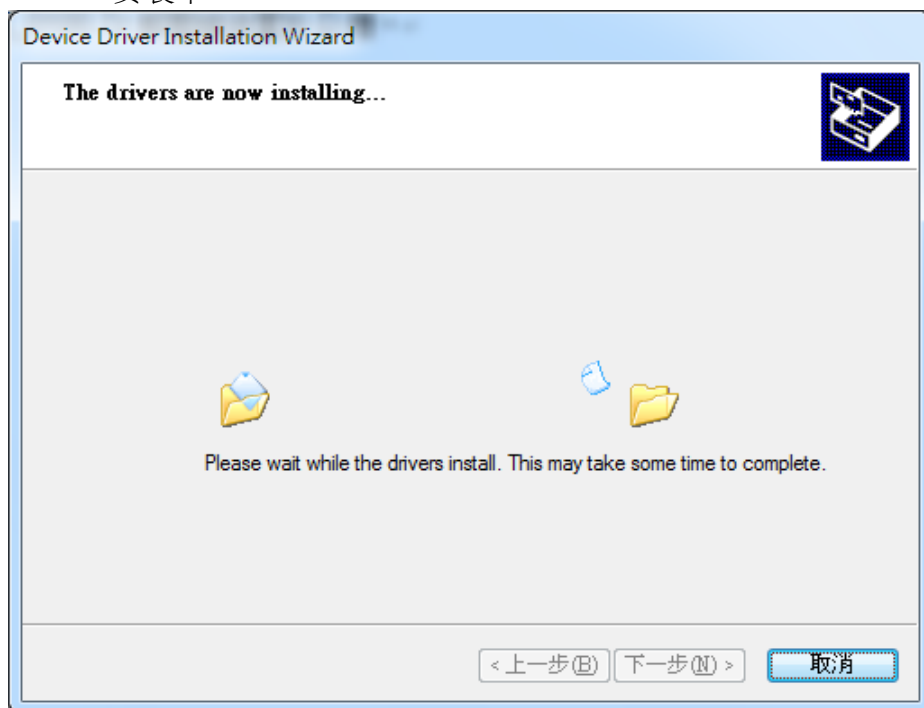 Device Driver Installation Wizard
The drivers are now installing...
Please wait while the drivers install. This may take some time to complete.
<上一步(B) 下一步(N)> 取消